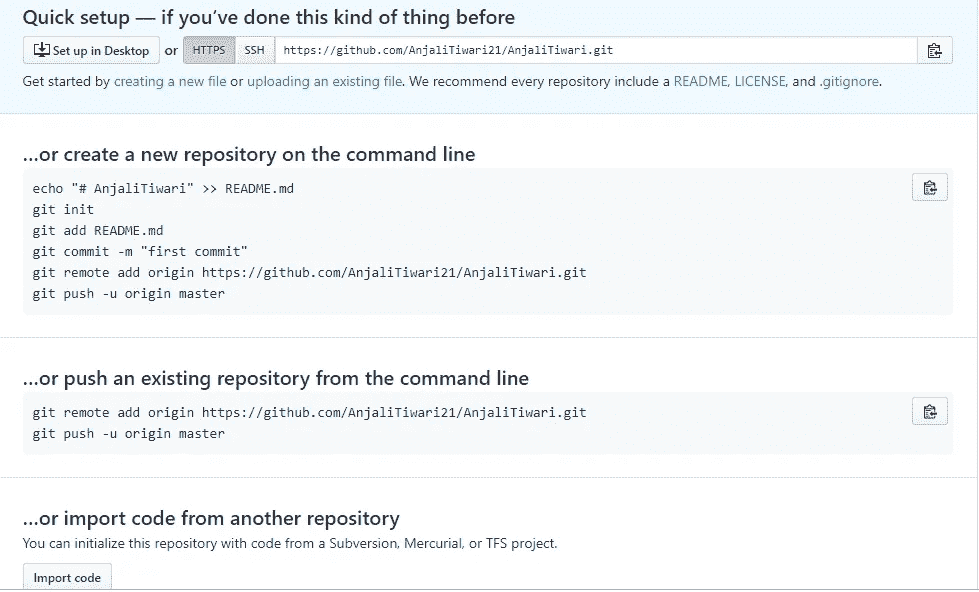 Quick setup — if you’ve done this kind of thing before
Set up in Desktop or HTTPS SSH https://github.com/AnjaliTiwari21/AnjaliTiwari.git
Get started by creating a new file or uploading an existing file. We recommend every repository include a README, LICENSE, and .gitignore.
…or create a new repository on the command line
echo "# AnjaliTiwari" >> README.md
git init
git add README.md
git commit -m "first commit"
git remote add origin https://github.com/AnjaliTiwari21/AnjaliTiwari.git
git push -u origin master
…or push an existing repository from the command line
git remote add origin https://github.com/AnjaliTiwari21/AnjaliTiwari.git
git push -u origin master
…or import code from another repository
You can initialize this repository with code from a Subversion, Mercurial, or TFS project.
Import code